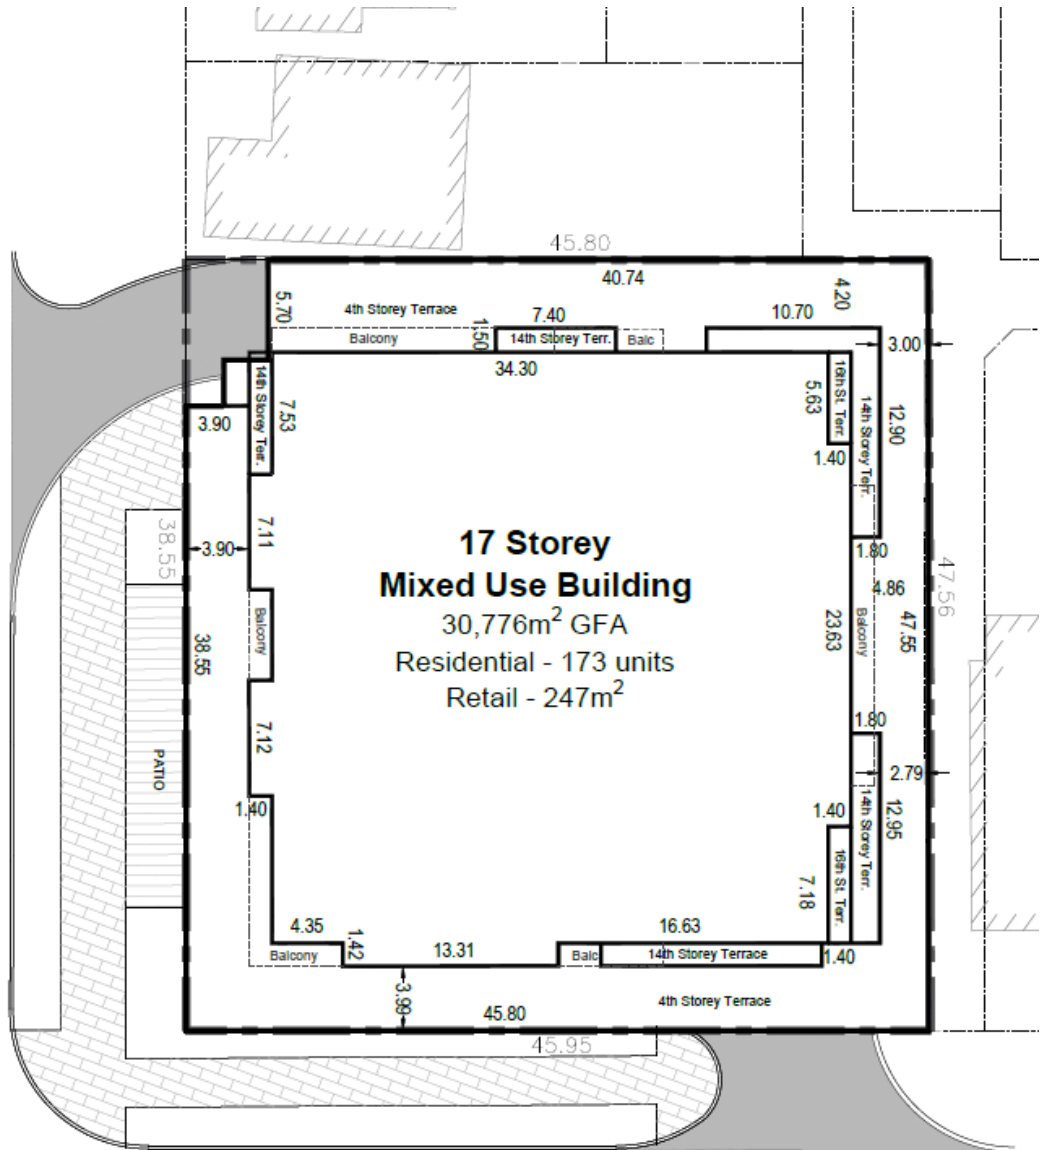 45.80
40.74
4.20
5.70
4th Storey Terrace
7.40
10.70
1.50
Balcony
14th Storey Terr.
Balc
3.00
34.30
14th Storey Terr.
7.53
5.63
16th St. Terr.
14th Storey Terr.
12.90
3.90
1.40
38.55
3.90
7.11
17 Storey
Mixed Use Building
30,776m² GFA
Residential - 173 units
Retail - 247m²
1.80
4.86
47.56
Balcony
23.63
Balcony
47.55
38.55
7.12
1.80
PATIO
2.79
1.40
1.40
14th Storey Terr.
12.95
7.18
16th St. Terr.
4.35
1.42
13.31
16.63
Balcony
Balc
14th Storey Terrace
1.40
3.99
4th Storey Terrace
45.80
45.95